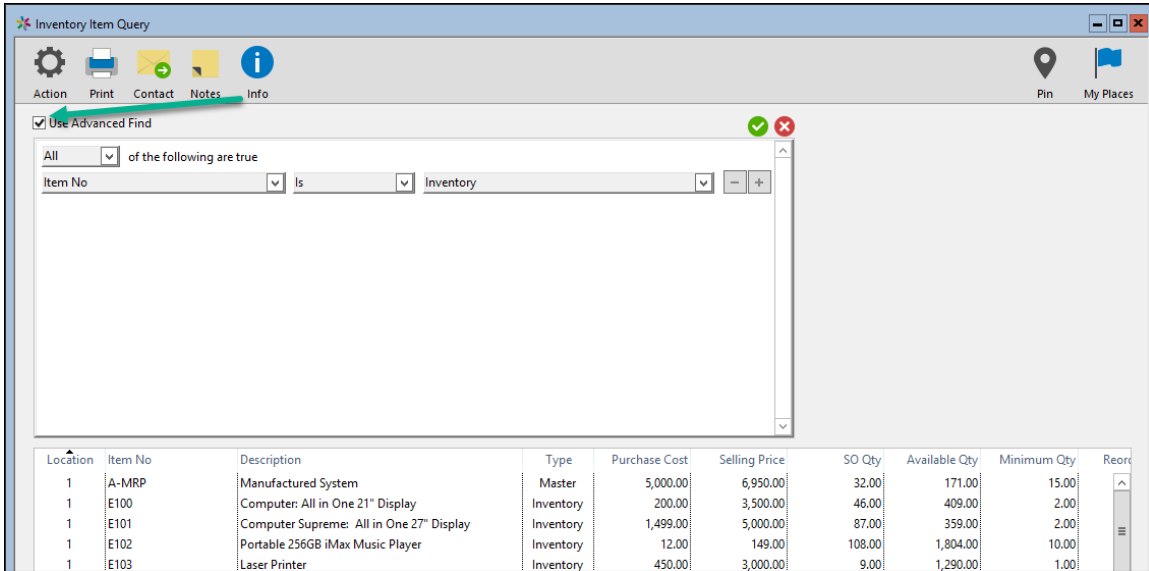 Inventory Item Query
Action Print Contact Notes Info Pin My Places
Use Advanced Find
All of the following are true
Item No Is Inventory
Location Item No Description Type Purchase Cost Selling Price SO Qty Available Qty Minimum Qty Reord
1 A-MRP Manufactured System Master 5,000.00 6,950.00 32.00 171.00 15.00
1 E100 Computer: All in One 21" Display Inventory 200.00 3,500.00 46.00 409.00 2.00
1 E101 Computer Supreme: All in One 27" Display Inventory 1,499.00 5,000.00 87.00 359.00 2.00
1 E102 Portable 256GB iMax Music Player Inventory 12.00 149.00 108.00 1,804.00 10.00
1 E103 Laser Printer Inventory 450.00 3,000.00 9.00 1,290.00 1.00